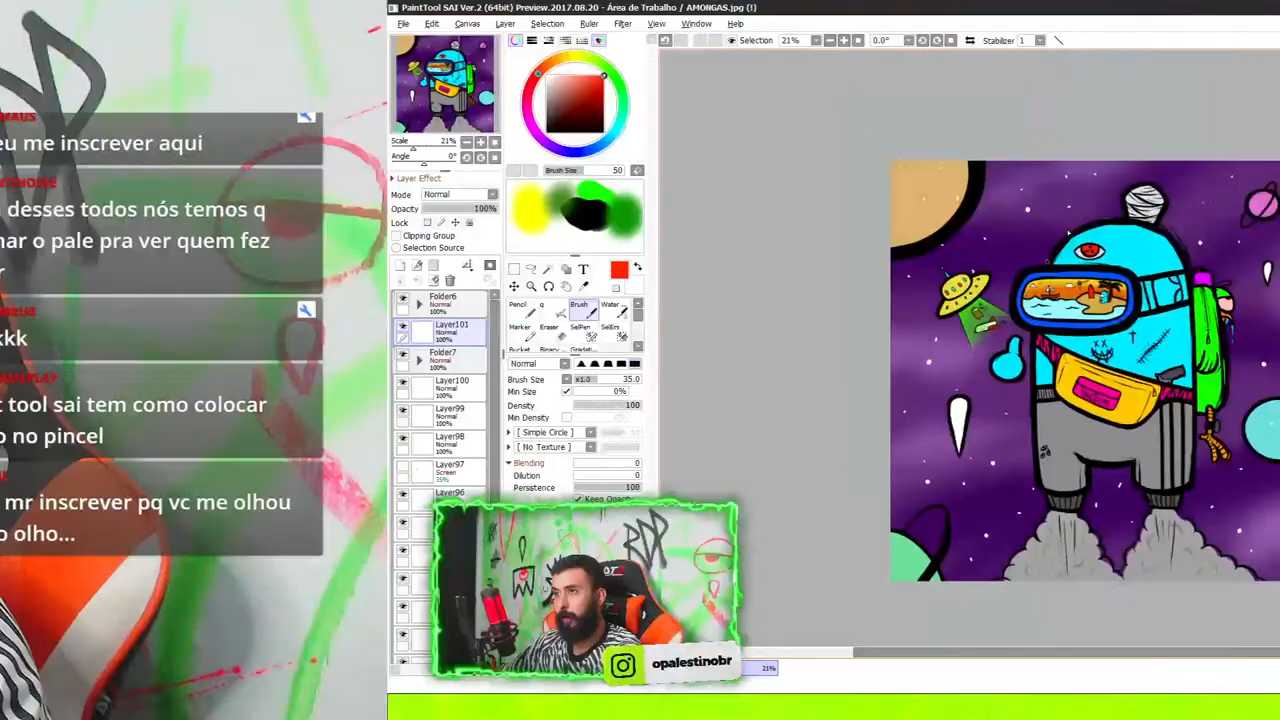 PaintTool SAI Ver.2 (64bit) Preview.2017.08.20 - Área de Trabalho / AMONGAS.jpg (!)
File Edit Canvas Layer Selection Ruler Filter View Window Help
Selection 21% 0.0° Stabilizer 1
eu me inscrever aqui
desses todos nós temos q
o pale pra ver quem fez
tool sai tem como colocar
no pincel
mr inscrever pq vc me olhou
olho...
Scale 21%
Angle 0°
Layer Effect
Mode Normal
Opacity 100%
Lock
Clipping Group
Selection Source
Folder6
Normal
100%
Layer101
Normal
100%
Folder7
Normal
100%
Layer100
100%
Layer99
Normal
100%
Layer98
Normal
100%
Layer97
Screen
35%
Layer96
Brush Size 50
T
Pencil q Brush Water
Marker Eraser SelPen SelErs
Normal
Brush Size x1.0 35.0
Min Size 0%
Density 100
Min Density
[ Simple Circle ]
[ No Texture ]
Blending 0
Dilution 0
Persistence 100
opalestinobr
21%